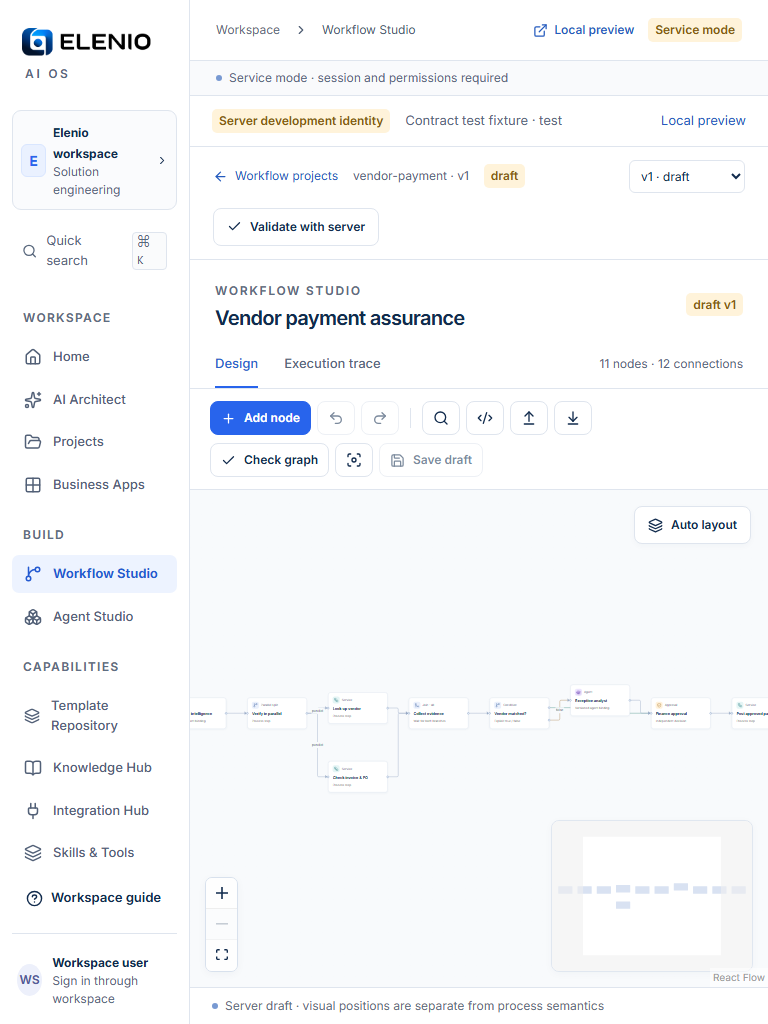 ELENIO
AI OS
Elenio workspace
Solution engineering
E
Quick search
⌘ K
WORKSPACE
Home
AI Architect
Projects
Business Apps
BUILD
Workflow Studio
Agent Studio
CAPABILITIES
Template Repository
Knowledge Hub
Integration Hub
Skills & Tools
Workspace guide
WS
Workspace user
Sign in through workspace
Workspace > Workflow Studio
Local preview
Service mode
Service mode · session and permissions required
Server development identity
Contract test fixture · test
Local preview
Workflow projects
vendor-payment · v1
draft
v1 · draft
Validate with server
WORKFLOW STUDIO
Vendor payment assurance
draft v1
Design
Execution trace
11 nodes · 12 connections
Add node
Check graph
Save draft
Auto layout
intelligence
Verify in parallel
Look up vendor
Check invoice & PO
Collect evidence
Vendor matched?
Exception analyst
Finance approval
Post approved pa
React Flow
Server draft · visual positions are separate from process semantics